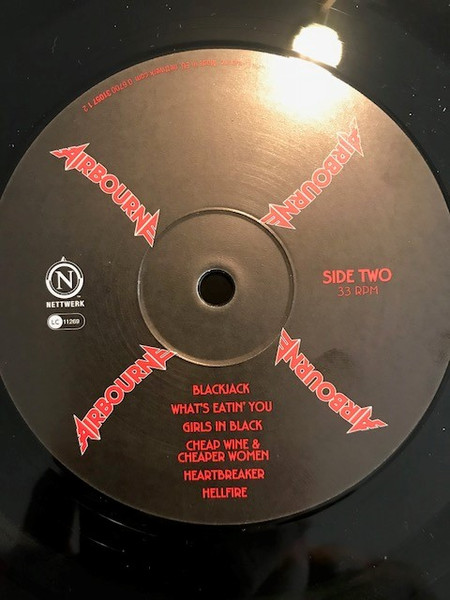 AIRBOURNE
AIRBOURNE
N
NETTWERK
LC 11269
SIDE TWO
33 RPM
AIRBOURNE
AIRBOURNE
BLACKJACK
WHAT'S EATIN' YOU
GIRLS IN BLACK
CHEAP WINE &
CHEAPER WOMEN
HEARTBREAKER
HELLFIRE